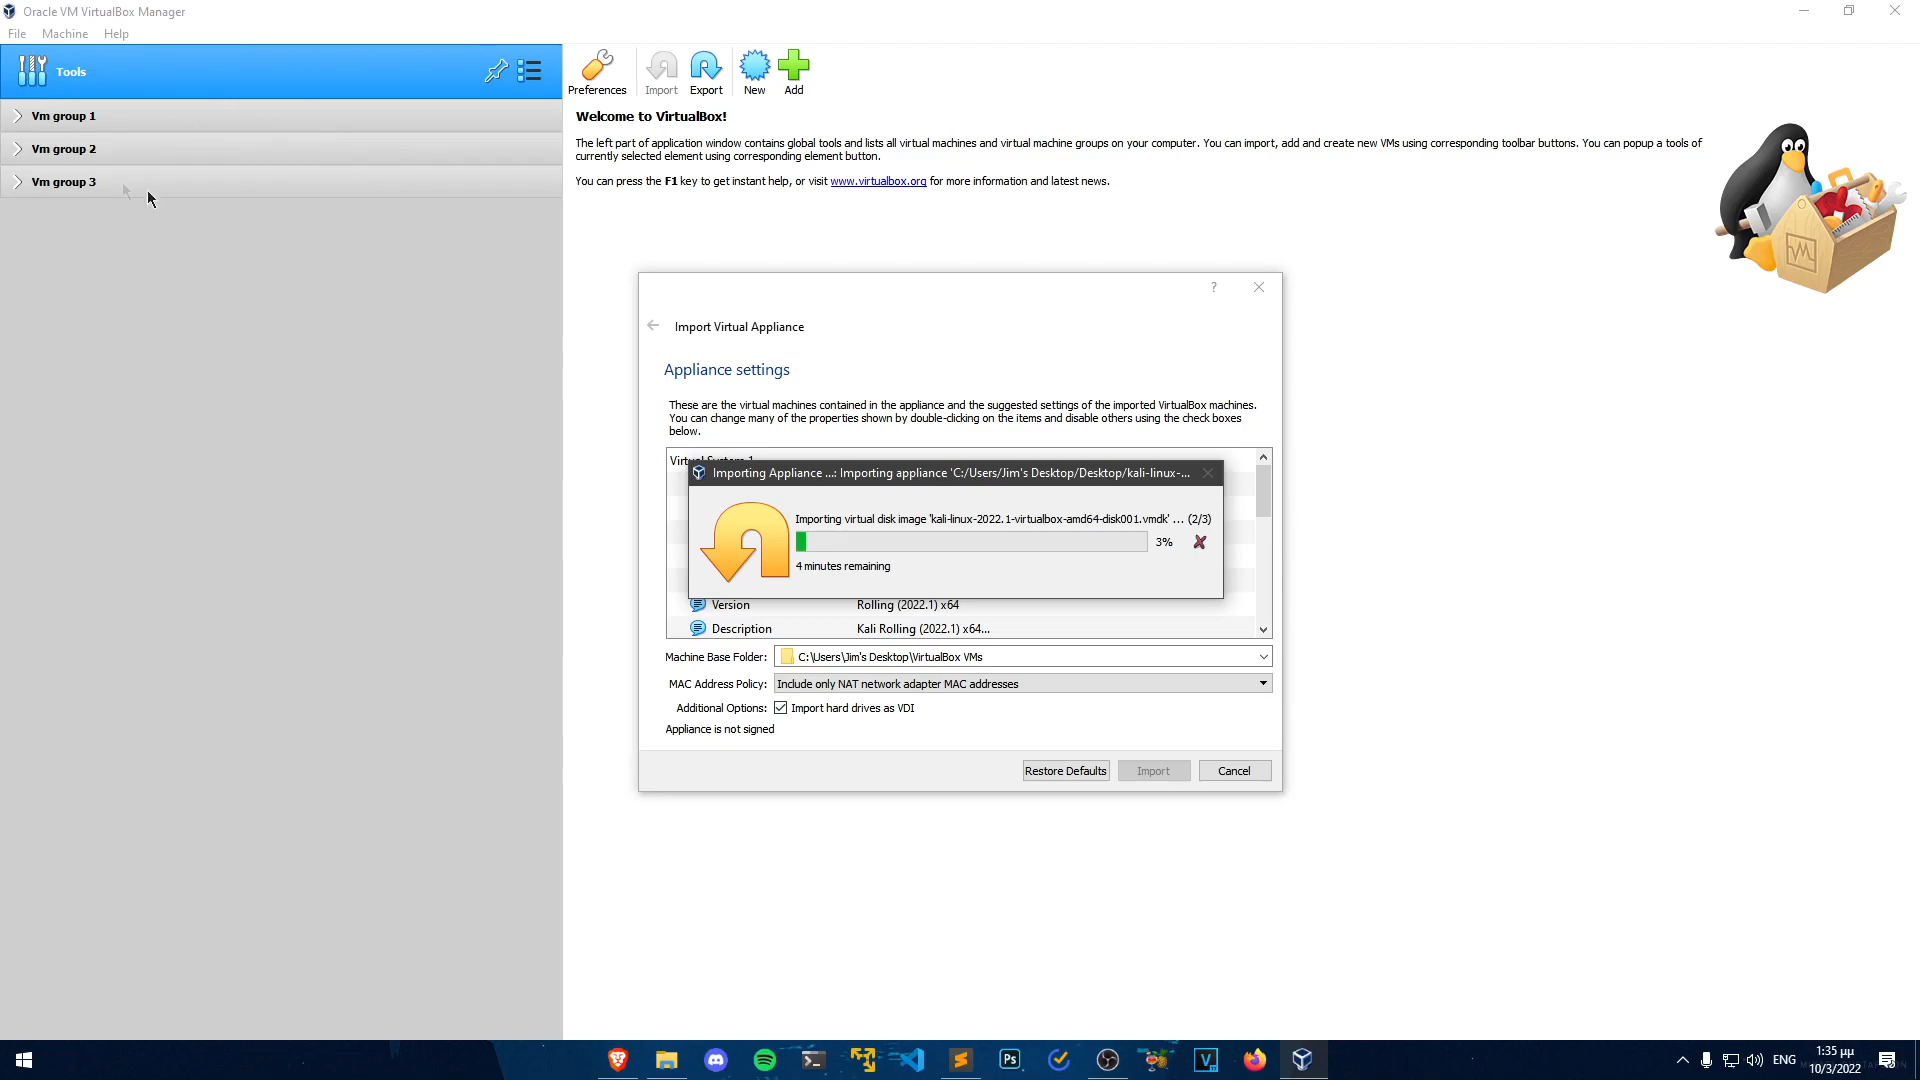 Oracle VM VirtualBox Manager
File Machine Help
Tools
Vm group 1
Vm group 2
Vm group 3
Preferences Import Export New Add
Welcome to VirtualBox!
The left part of application window contains global tools and lists all virtual machines and virtual machine groups on your computer. You can import, add and create new VMs using corresponding toolbar buttons. You can popup a tools of
currently selected element using corresponding element button.
You can press the F1 key to get instant help, or visit www.virtualbox.org for more information and latest news.
?
Import Virtual Appliance
Appliance settings
These are the virtual machines contained in the appliance and the suggested settings of the imported VirtualBox machines.
You can change many of the properties shown by double-clicking on the items and disable others using the check boxes
below.
Virtual System 1
Importing Appliance ...: Importing appliance 'C:/Users/Jim's Desktop/Desktop/kali-linux-...
Importing virtual disk image 'kali-linux-2022.1-virtualbox-amd64-disk001.vmdk' ... (2/3)
3%
4 minutes remaining
Version Rolling (2022.1) x64
Description Kali Rolling (2022.1) x64...
Machine Base Folder: C:\Users\Jim's Desktop\VirtualBox VMs
MAC Address Policy: Include only NAT network adapter MAC addresses
Additional Options: Import hard drives as VDI
Appliance is not signed
Restore Defaults Import Cancel
Ps
V
ENG
1:35 μμ
10/3/2022